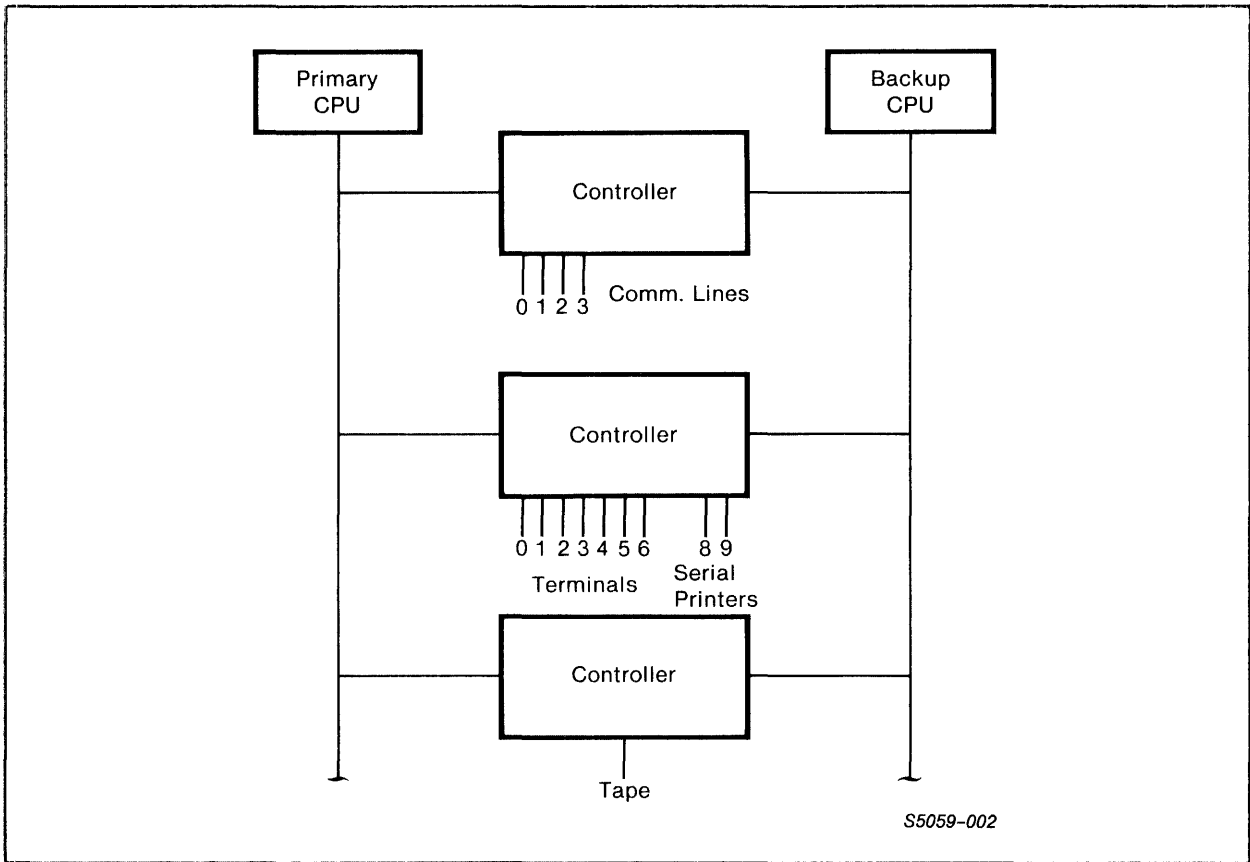 Primary
CPU
Backup
CPU
Controller
0 1 2 3
Comm. Lines
Controller
0 1 2 3 4 5 6 8 9
Terminals
Serial
Printers
Controller
Tape
S5059-002